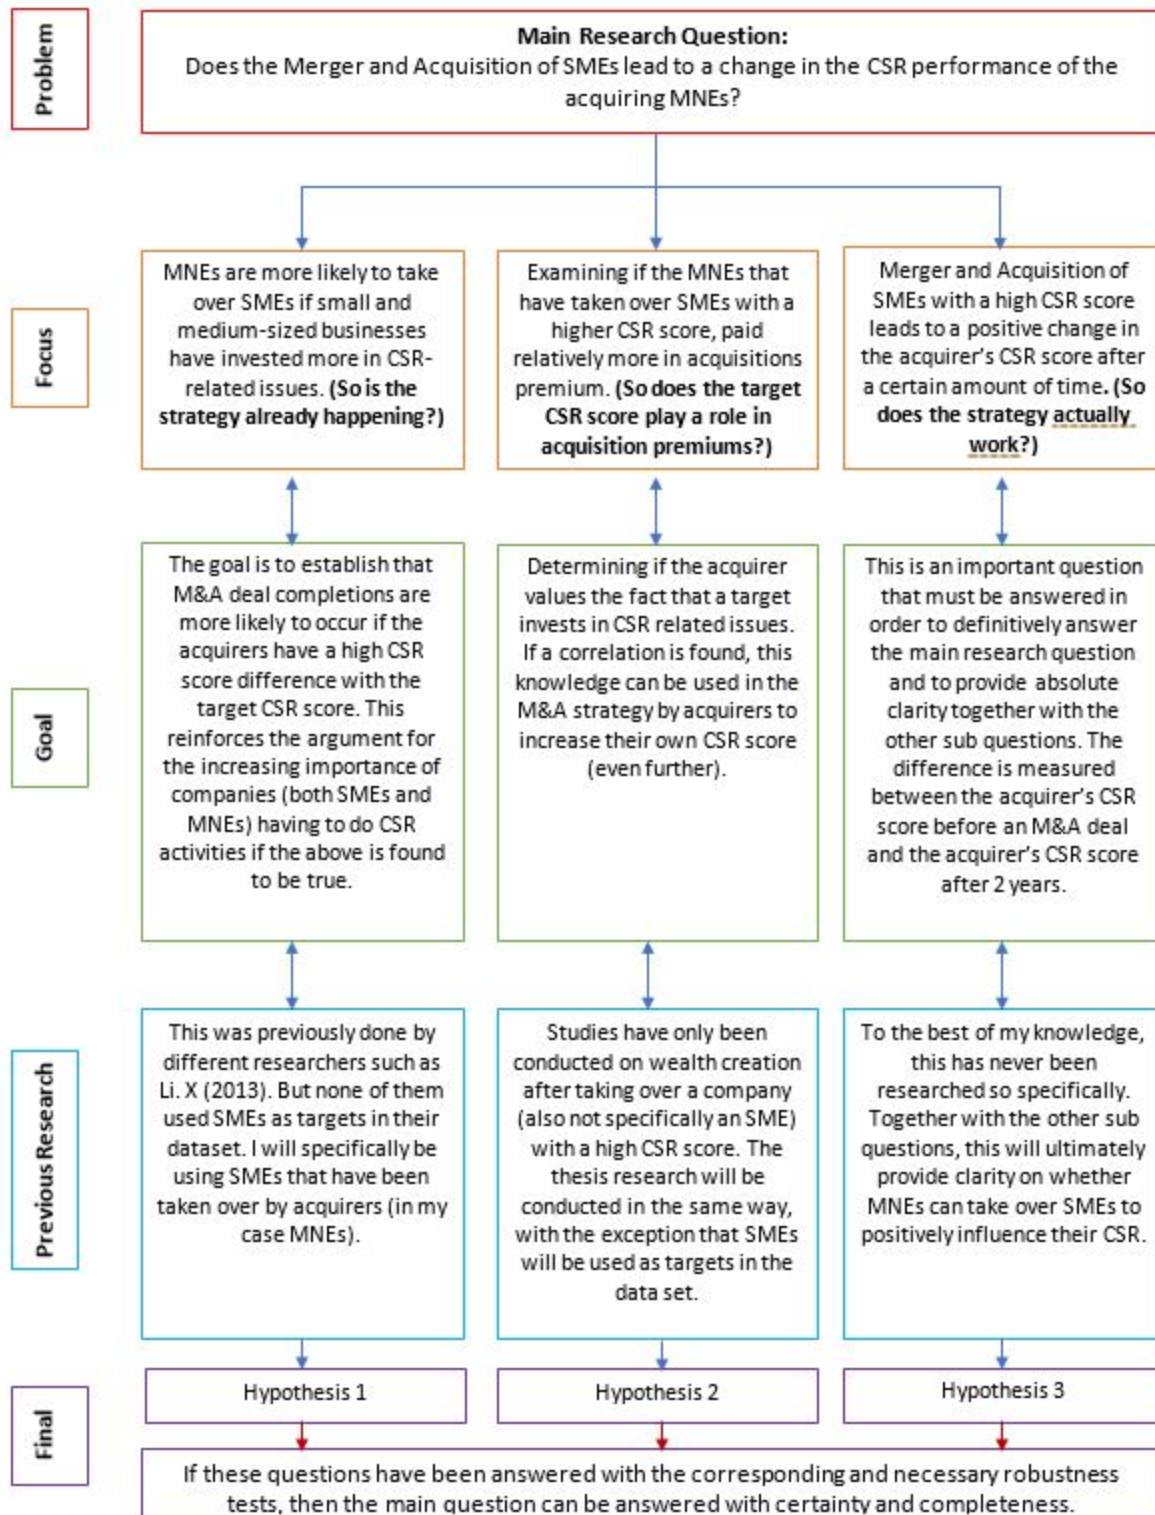 Problem
Main Research Question:
Does the Merger and Acquisition of SMEs lead to a change in the CSR performance of the
acquiring MNEs?
Focus
MNEs are more likely to take
over SMEs if small and
medium-sized businesses
have invested more in CSR-
related issues. (So is the
strategy already happening?)
Examining if the MNEs that
have taken over SMEs with a
higher CSR score, paid
relatively more in acquisitions
premium. (So does the target
CSR score play a role in
acquisition premiums?)
Merger and Acquisition of
SMEs with a high CSR score
leads to a positive change in
the acquirer's CSR score after
a certain amount of time. (So
does the strategy actually
work?)
Goal
The goal is to establish that
M&A deal completions are
more likely to occur if the
acquirers have a high CSR
score difference with the
target CSR score. This
reinforces the argument for
the increasing importance of
companies (both SMEs and
MNEs) having to do CSR
activities if the above is found
to be true.
Determining if the acquirer
values the fact that a target
invests in CSR related issues.
If a correlation is found, this
knowledge can be used in the
M&A strategy by acquirers to
increase their own CSR score
(even further).
This is an important question
that must be answered in
order to definitively answer
the main research question
and to provide absolute
clarity together with the
other sub questions. The
difference is measured
between the acquirer's CSR
score before an M&A deal
and the acquirer's CSR score
after 2 years.
Previous Research
This was previously done by
different researchers such as
Li. X (2013). But none of them
used SMEs as targets in their
dataset. I will specifically be
using SMEs that have been
taken over by acquirers (in my
case MNEs).
Studies have only been
conducted on wealth creation
after taking over a company
(also not specifically an SME)
with a high CSR score. The
thesis research will be
conducted in the same way,
with the exception that SMEs
will be used as targets in the
data set.
To the best of my knowledge,
this has never been
researched so specifically.
Together with the other sub
questions, this will ultimately
provide clarity on whether
MNEs can take over SMEs to
positively influence their CSR.
Final
Hypothesis 1
Hypothesis 2
Hypothesis 3
If these questions have been answered with the corresponding and necessary robustness
tests, then the main question can be answered with certainty and completeness.